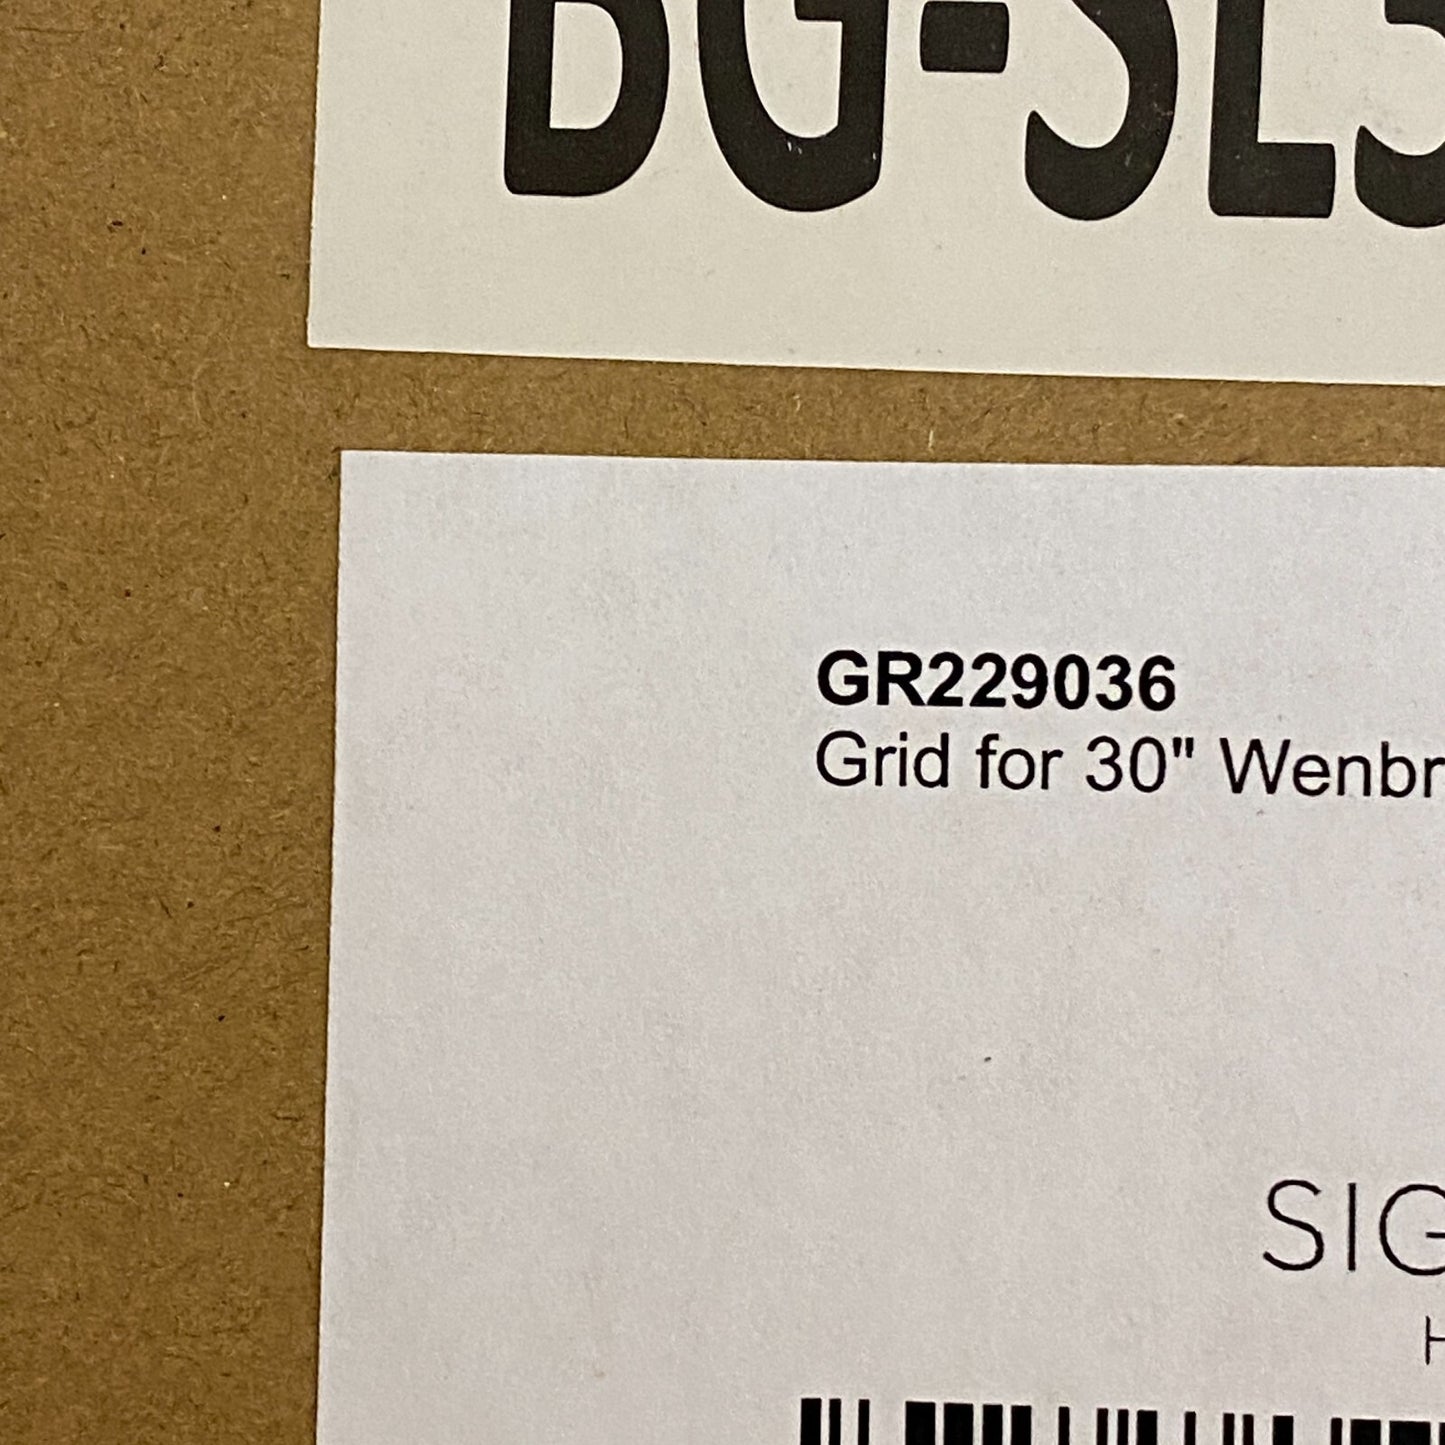 BG-SL
GR229036
Grid for 30" Wenbr
SIG
H